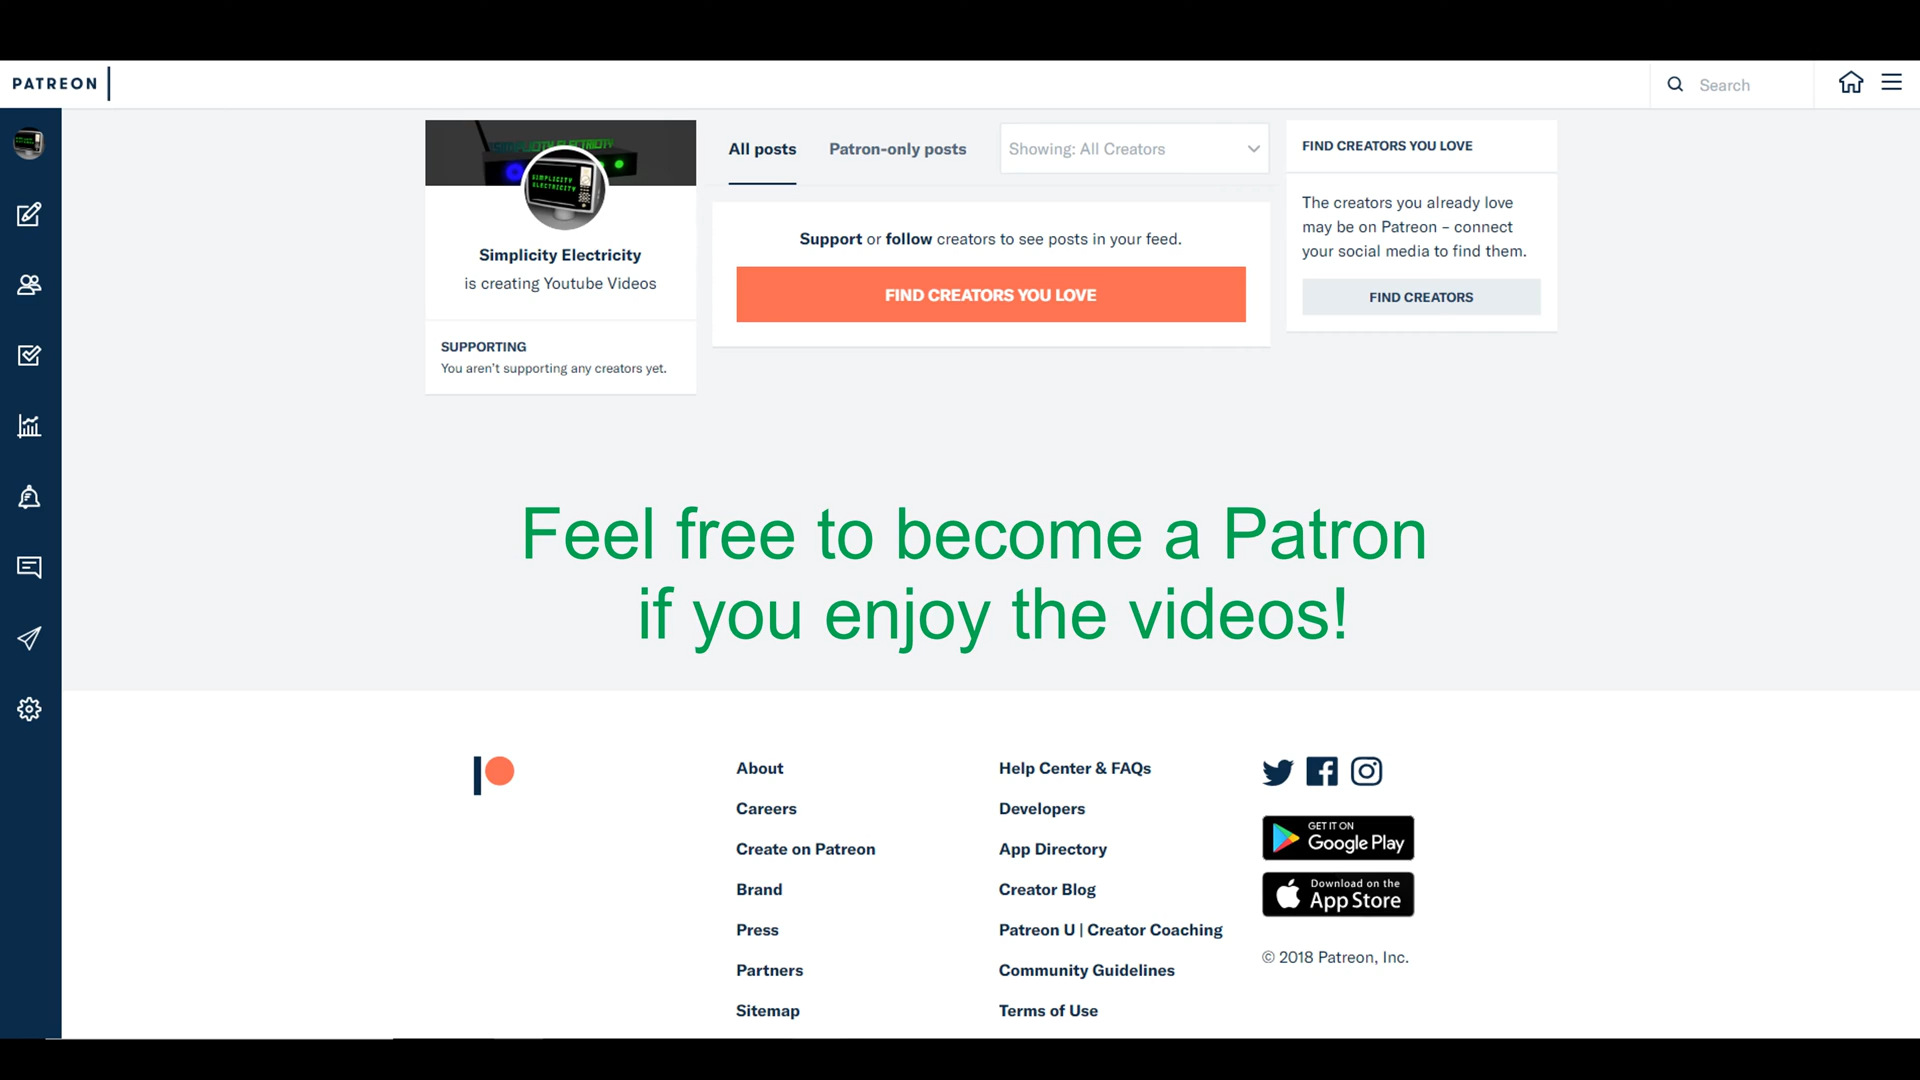 PATREON
Search
SIMPLICITY ELECTRICITY
SIMPLICITY
ELECTRICITY
Simplicity Electricity
is creating Youtube Videos
SUPPORTING
You aren't supporting any creators yet.
All posts
Patron-only posts
Showing: All Creators
Support or follow creators to see posts in your feed.
FIND CREATORS YOU LOVE
FIND CREATORS YOU LOVE
The creators you already love
may be on Patreon – connect
your social media to find them.
FIND CREATORS
Feel free to become a Patron
if you enjoy the videos!
About
Careers
Create on Patreon
Brand
Press
Partners
Sitemap
Help Center & FAQs
Developers
App Directory
Creator Blog
Patreon U | Creator Coaching
Community Guidelines
Terms of Use
GET IT ON
Google Play
Download on the
App Store
© 2018 Patreon, Inc.